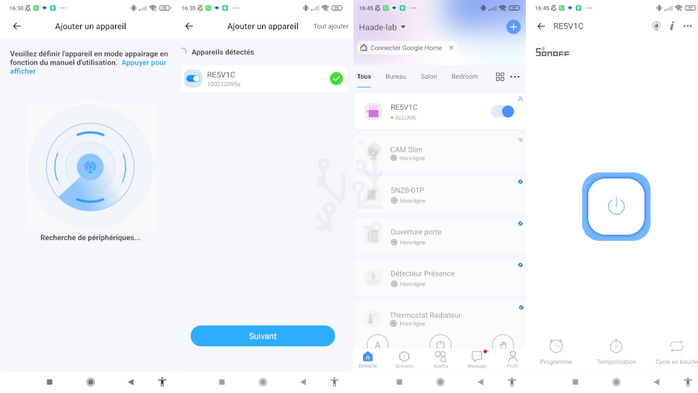 16:30
Ajouter un appareil
Veuillez définir l'appareil en mode appairage en
fonction du manuel d'utilisation. Appuyer pour
afficher
Recherche de périphériques...
16:30
Ajouter un appareil
Tout ajouter
Appareils détectés
RE5V1C
100212095a
Suivant
16:45
Haade-lab
Connecter Google Home
Tous
Bureau
Salon
Bedroom
RE5V1C
ALLUME
CAM Slim
Hors-ligne
SNZB-01P
Hors-ligne
Ouverture porte
Hors-ligne
Détecteur Présence
Hors-ligne
Thermostat Radiateur
Hors-ligne
Domicile
Scénario
Aperçu
Message
Profil
16:45
RE5V1C
SONOFF
Programme
Temporisation
Cycle en boucle